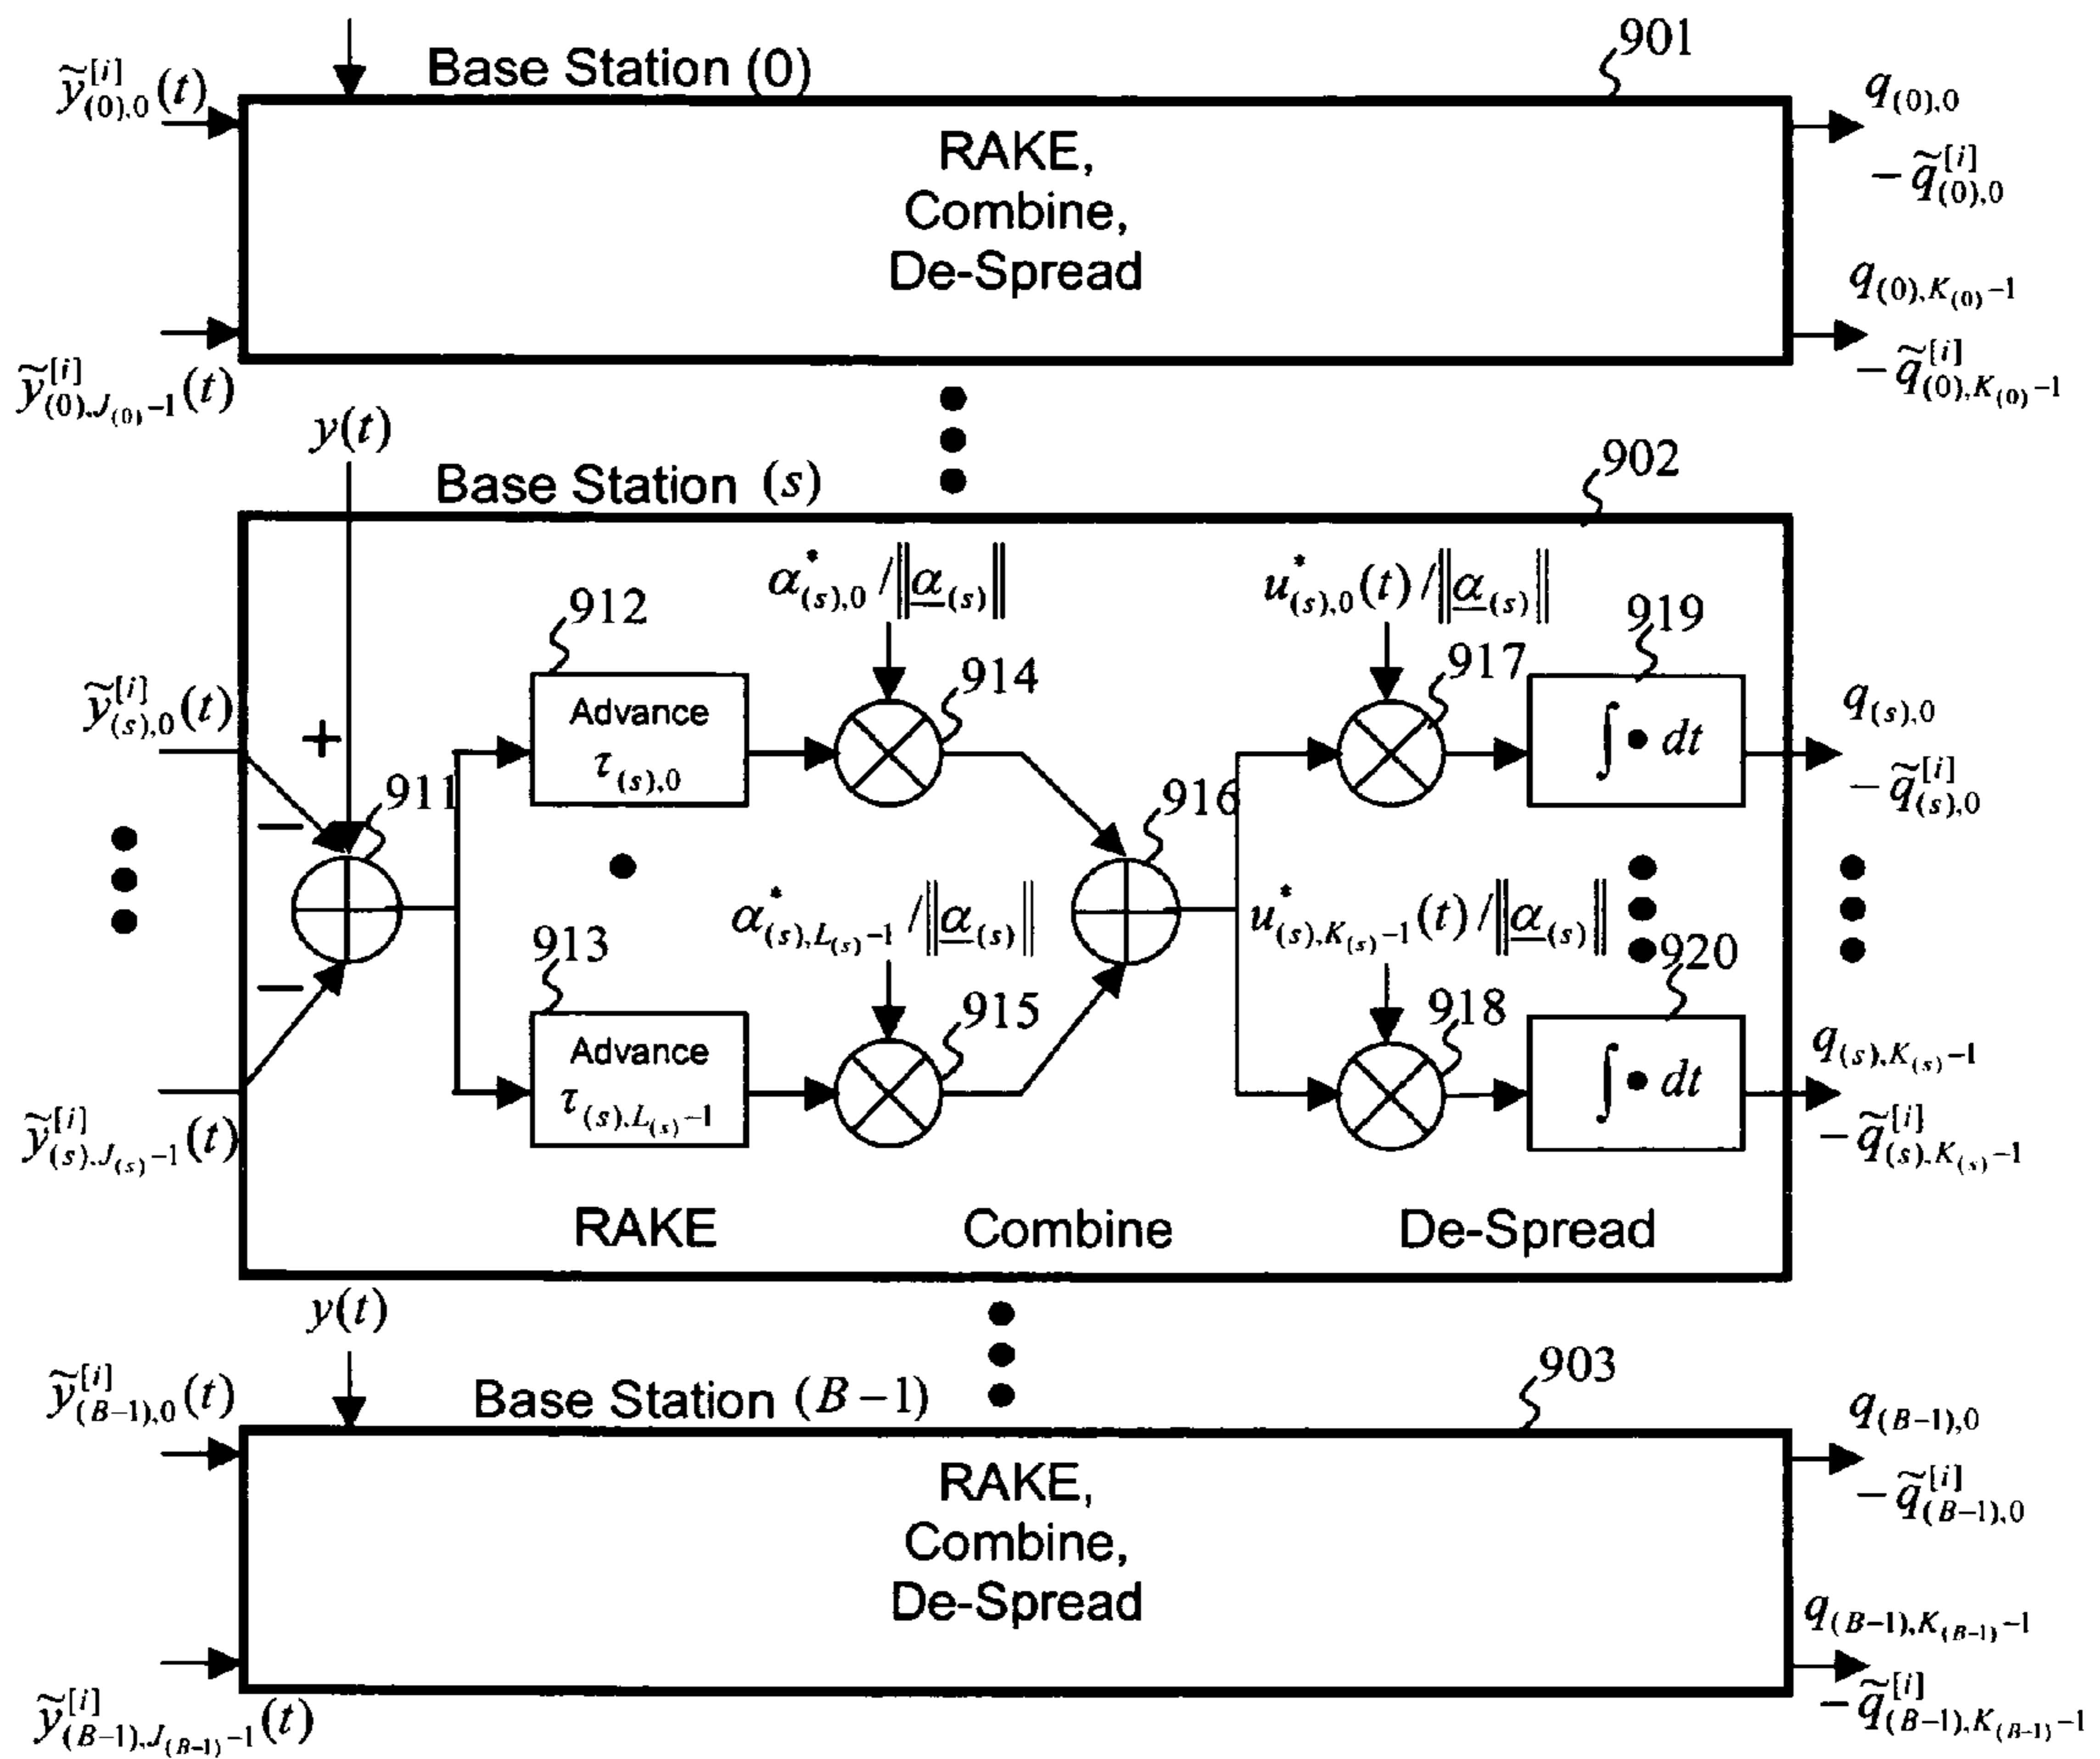 Base Station (0)
901
ỹ^{[i]}_{(0),0}(t)
q_{(0),0}
− q̃^{[i]}_{(0),0}
RAKE,
Combine,
De-Spread
q_{(0),K_{(0)}−1}
− q̃^{[i]}_{(0),K_{(0)}−1}
ỹ^{[i]}_{(0),J_{(0)}−1}(t)
y(t)
Base Station (s)
902
α^*_{(s),0}/‖α_{(s)}‖
u^*_{(s),0}(t)/‖α_{(s)}‖
912
914
917
919
ỹ^{[i]}_{(s),0}(t)
+
−
Advance
τ_{(s),0}
∫ • dt
q_{(s),0}
− q̃^{[i]}_{(s),0}
911
916
α^*_{(s),L_{(s)}−1}/‖α_{(s)}‖
u^*_{(s),K_{(s)}−1}(t)/‖α_{(s)}‖
−
913
915
918
920
Advance
τ_{(s),L_{(s)}−1}
∫ • dt
q_{(s),K_{(s)}−1}
− q̃^{[i]}_{(s),K_{(s)}−1}
ỹ^{[i]}_{(s),J_{(s)}−1}(t)
RAKE
Combine
De-Spread
y(t)
Base Station (B−1)
903
ỹ^{[i]}_{(B−1),0}(t)
q_{(B−1),0}
− q̃^{[i]}_{(B−1),0}
RAKE,
Combine,
De-Spread
q_{(B−1),K_{(B−1)}−1}
− q̃^{[i]}_{(B−1),K_{(B−1)}−1}
ỹ^{[i]}_{(B−1),J_{(B−1)}−1}(t)